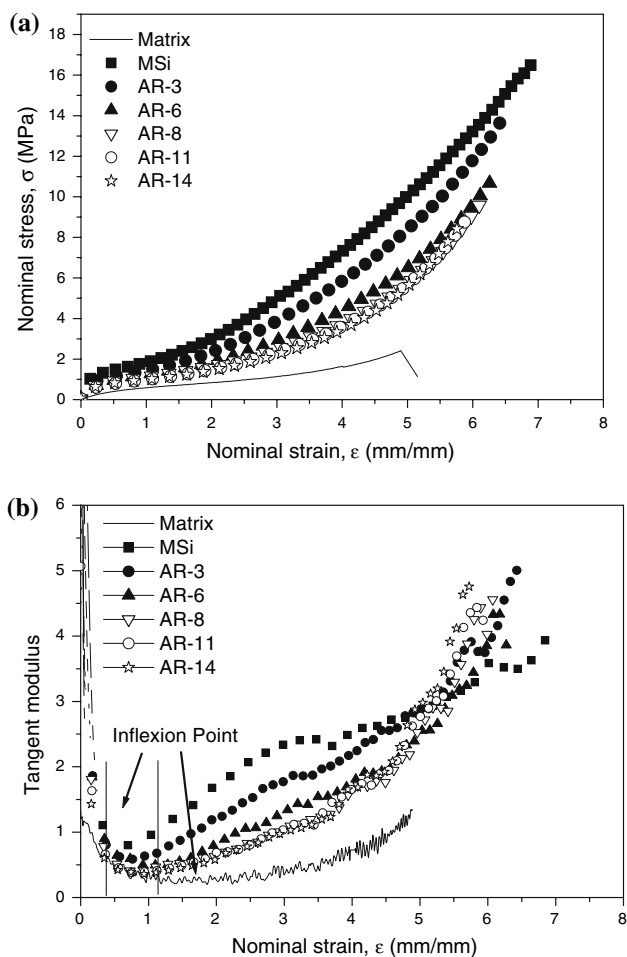 (a)
Matrix
MSi
AR-3
AR-6
AR-8
AR-11
AR-14
18
16
14
12
10
8
6
4
2
0
Nominal stress, σ (MPa)
0 1 2 3 4 5 6 7 8
Nominal strain, ε (mm/mm)
(b)
Matrix
MSi
AR-3
AR-6
AR-8
AR-11
AR-14
Inflexion Point
6
5
4
3
2
1
0
Tangent modulus
0 1 2 3 4 5 6 7 8
Nominal strain, ε (mm/mm)